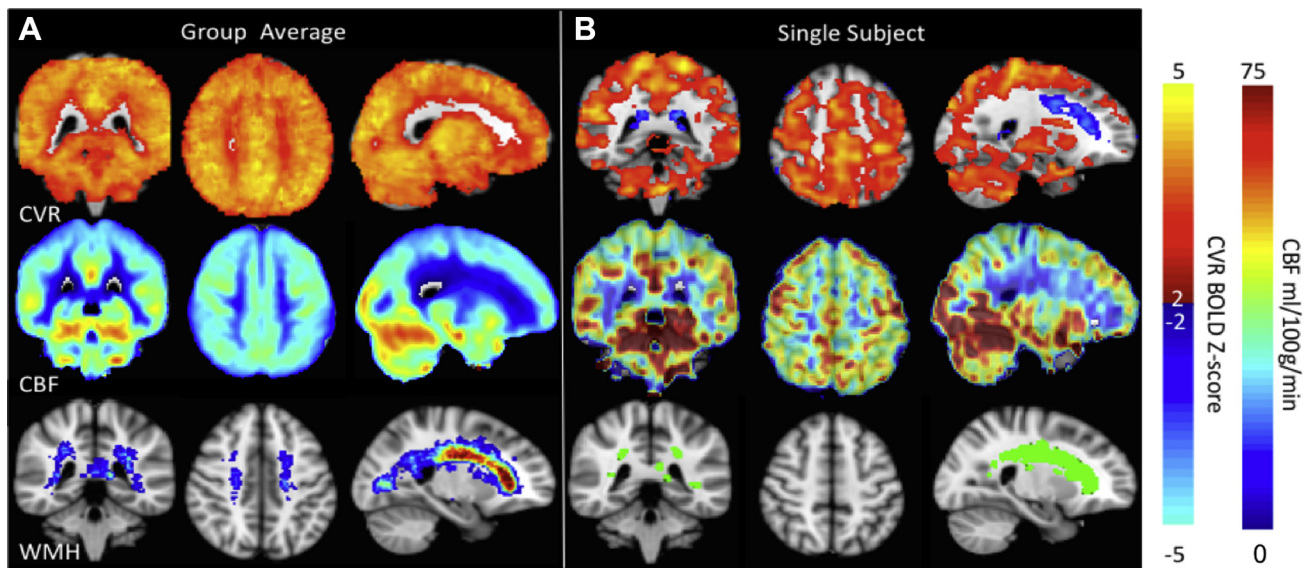 A
Group Average
B
Single Subject
CVR
CBF
WMH
5
2
-2
-5
CVR BOLD Z-score
75
0
CBF ml/100g/min